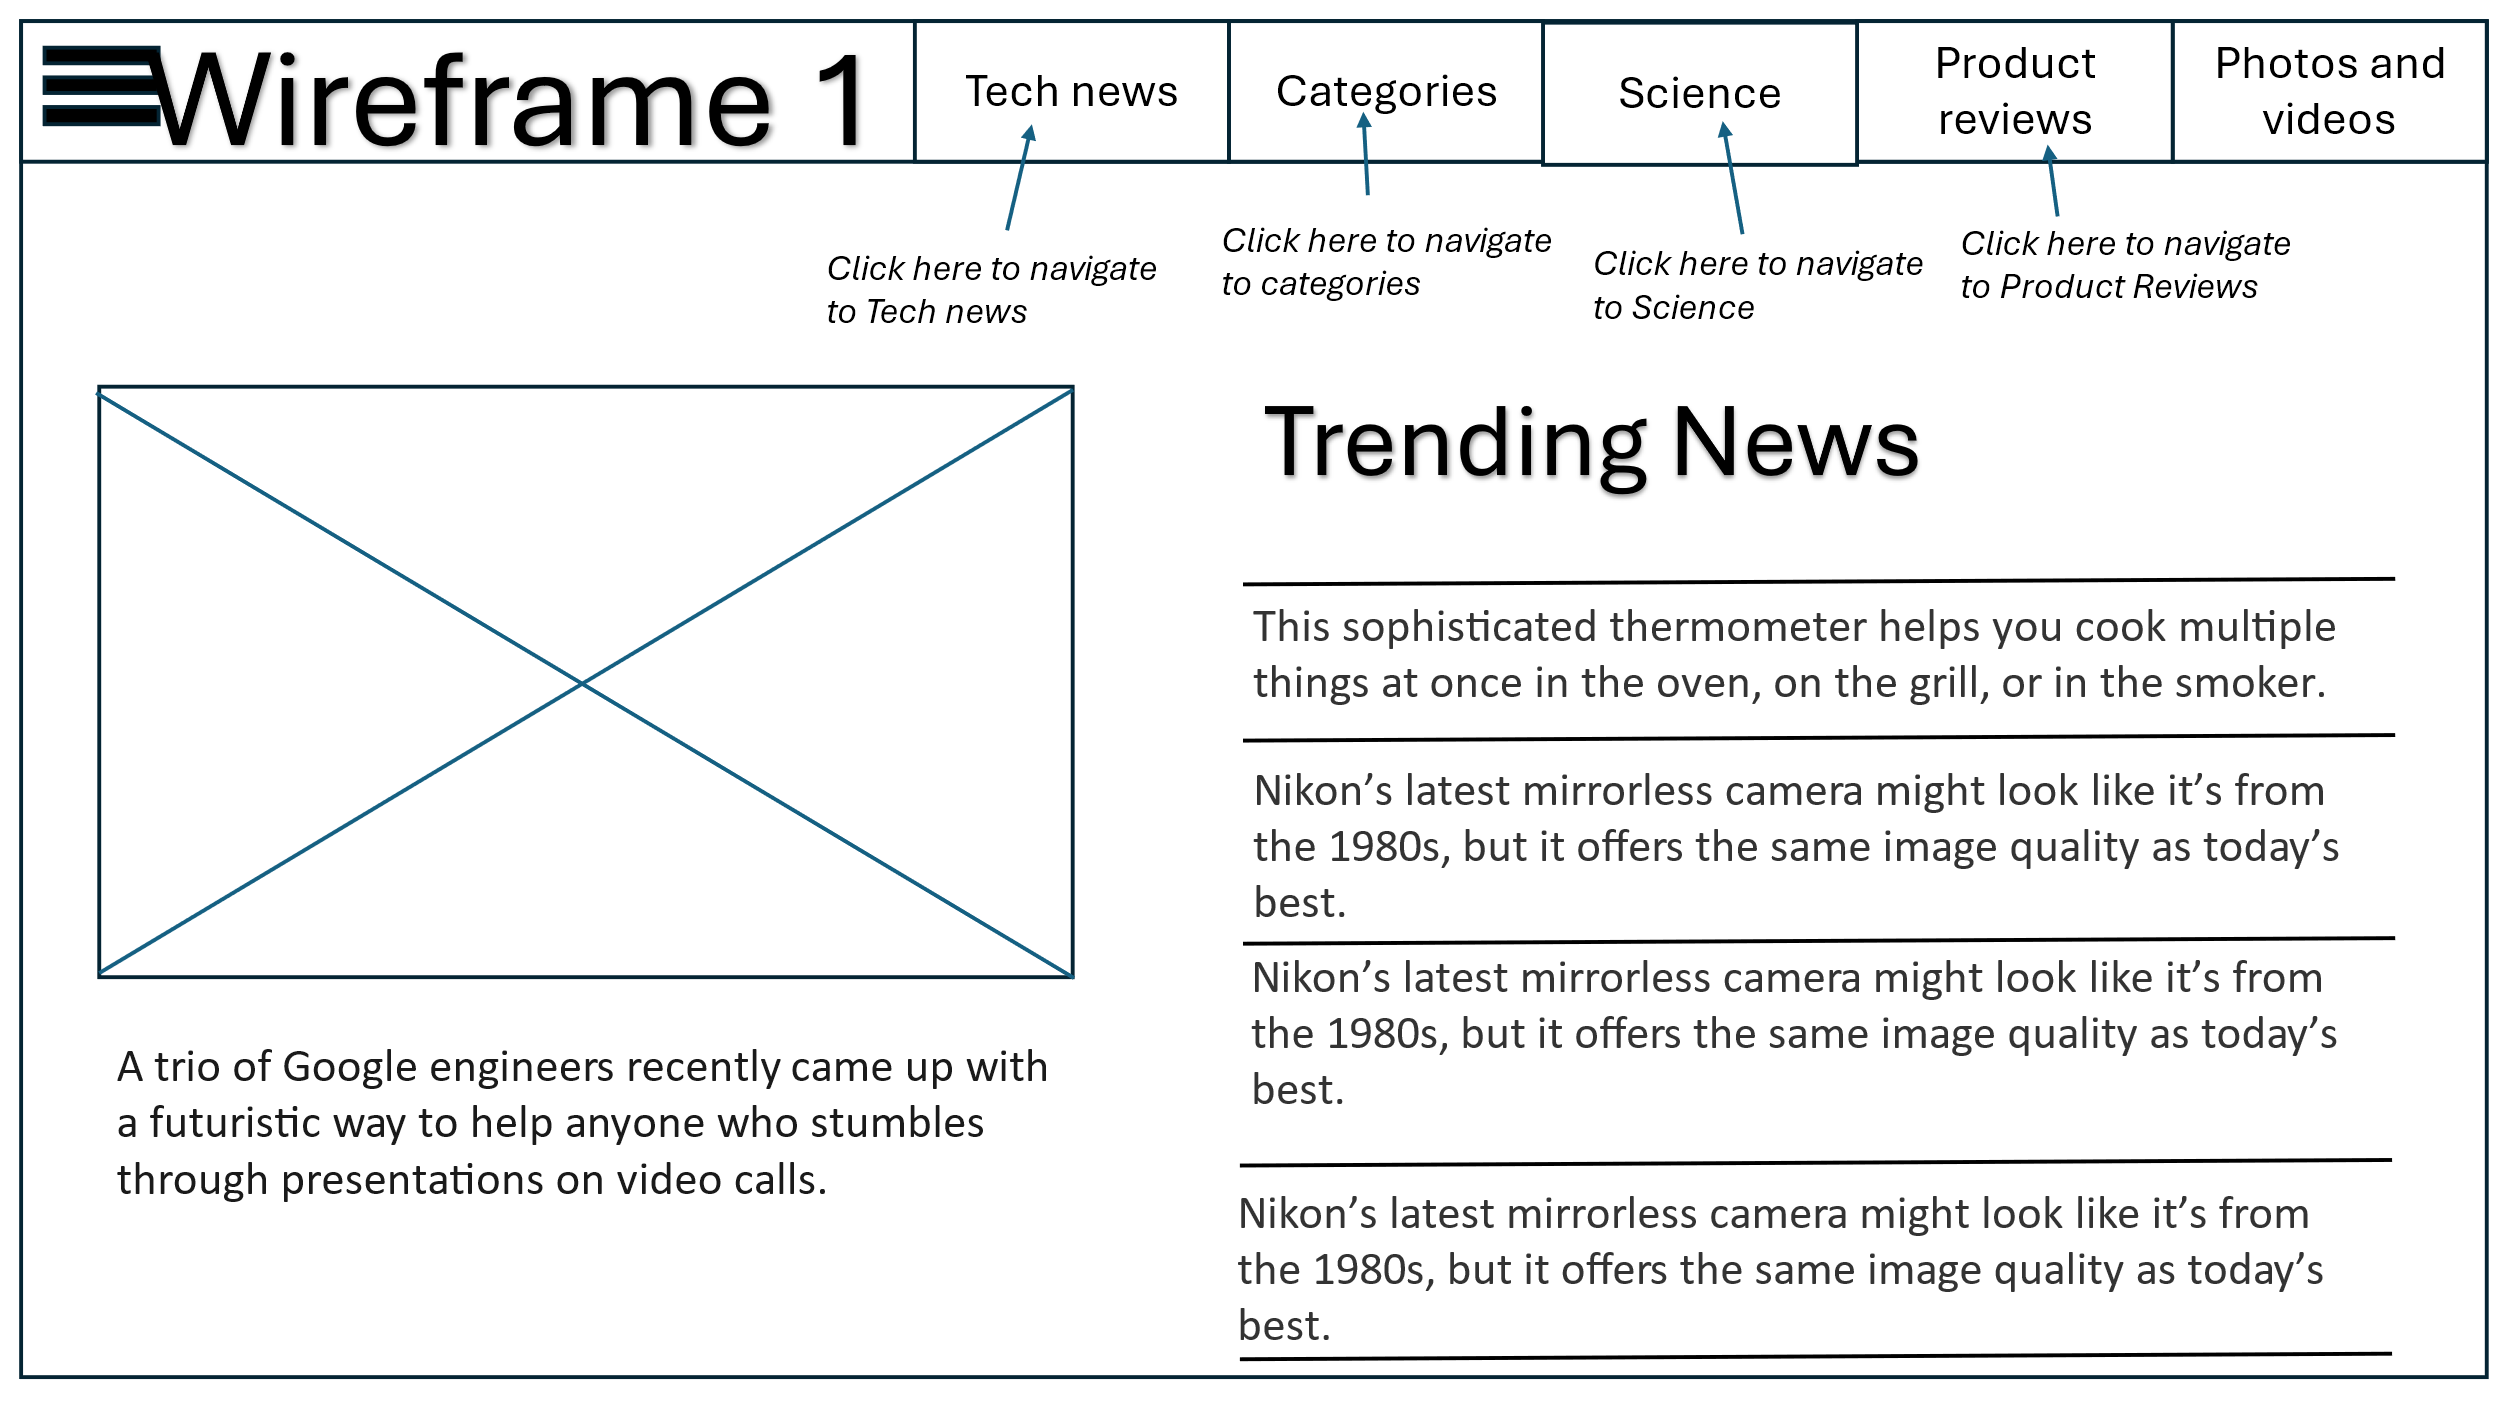 Wireframe 1
Tech news
Categories
Science
Product
reviews
Photos and
videos
Click here to navigate
to Tech news
Click here to navigate
to categories
Click here to navigate
to Science
Click here to navigate
to Product Reviews
A trio of Google engineers recently came up with
a futuristic way to help anyone who stumbles
through presentations on video calls.
Trending News
This sophisticated thermometer helps you cook multiple
things at once in the oven, on the grill, or in the smoker.
Nikon’s latest mirrorless camera might look like it’s from
the 1980s, but it offers the same image quality as today’s
best.
Nikon’s latest mirrorless camera might look like it’s from
the 1980s, but it offers the same image quality as today’s
best.
Nikon’s latest mirrorless camera might look like it’s from
the 1980s, but it offers the same image quality as today’s
best.